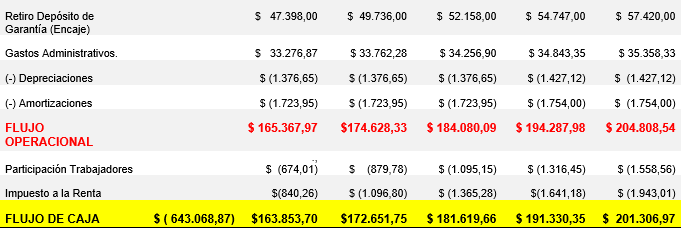 Retiro Depósito de
Garantía (Encaje) $ 47.398,00 $ 49.736,00 $ 52.158,00 $ 54.747,00 $ 57.420,00
Gastos Administrativos. $ 33.276,87 $ 33.762,28 $ 34.256,90 $ 34.843,35 $ 35.358,33
(-) Depreciaciones $ (1.376,65) $ (1.376,65) $ (1.376,65) $ (1.427,12) $ (1.427,12)
(-) Amortizaciones $ (1.723,95) $ (1.723,95) $ (1.723,95) $ (1.754,00) $ (1.754,00)
FLUJO
OPERACIONAL $ 165.367,97 $174.628,33 $ 184.080,09 $ 194.287,98 $ 204.808,54
Participación Trabajadores $ (674,01) $ (879,78) $ (1.095,15) $ (1.316,45) $ (1.558,56)
Impuesto a la Renta $(840,26) $ (1.096,80) $ (1.365,28) $(1.641,18) $ (1.943,01)
FLUJO DE CAJA $ ( 643.068,87) $163.853,70 $172.651,75 $ 181.619,66 $ 191.330,35 $ 201.306,97